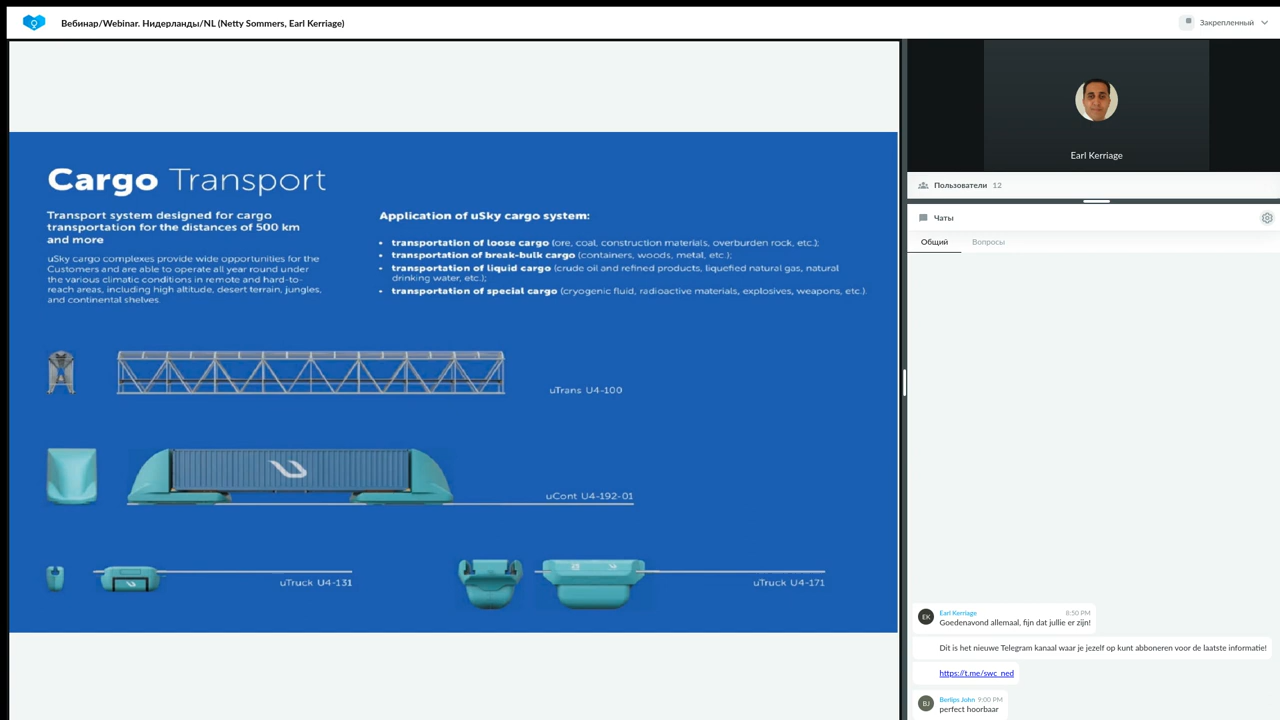 Вебинар/Webinar. Нидерланды/NL (Netty Sommers, Earl Kerriage)
Закрепленный
Cargo Transport
Transport system designed for cargo
transportation for the distances of 500 km
and more
uSky cargo complexes provide wide opportunities for the
Customers and are able to operate all year round under
the various climatic conditions in remote and hard-to-
reach areas, including high altitude, desert terrain, jungles,
and continental shelves
Application of uSky cargo system:
• transportation of loose cargo (ore, coal, construction materials, overburden rock, etc.);
• transportation of break-bulk cargo (containers, woods, metal, etc.);
• transportation of liquid cargo (crude oil and refined products, liquefied natural gas, natural
drinking water, etc.);
• transportation of special cargo (cryogenic fluid, radioactive materials, explosives, weapons, etc.).
uTrans U4-100
uCont U4-192-01
uTruck U4-131
uTruck U4-171
Earl Kerriage
Пользователи 12
Чаты
Общий
Вопросы
EK
Earl Kerriage 8:50 PM
Goedenavond allemaal, fijn dat jullie er zijn!
Dit is het nieuwe Telegram kanaal waar je jezelf op kunt abboneren voor de laatste informatie!
https://t.me/swc_ned
BJ
Berlips John 9:00 PM
perfect hoorbaar